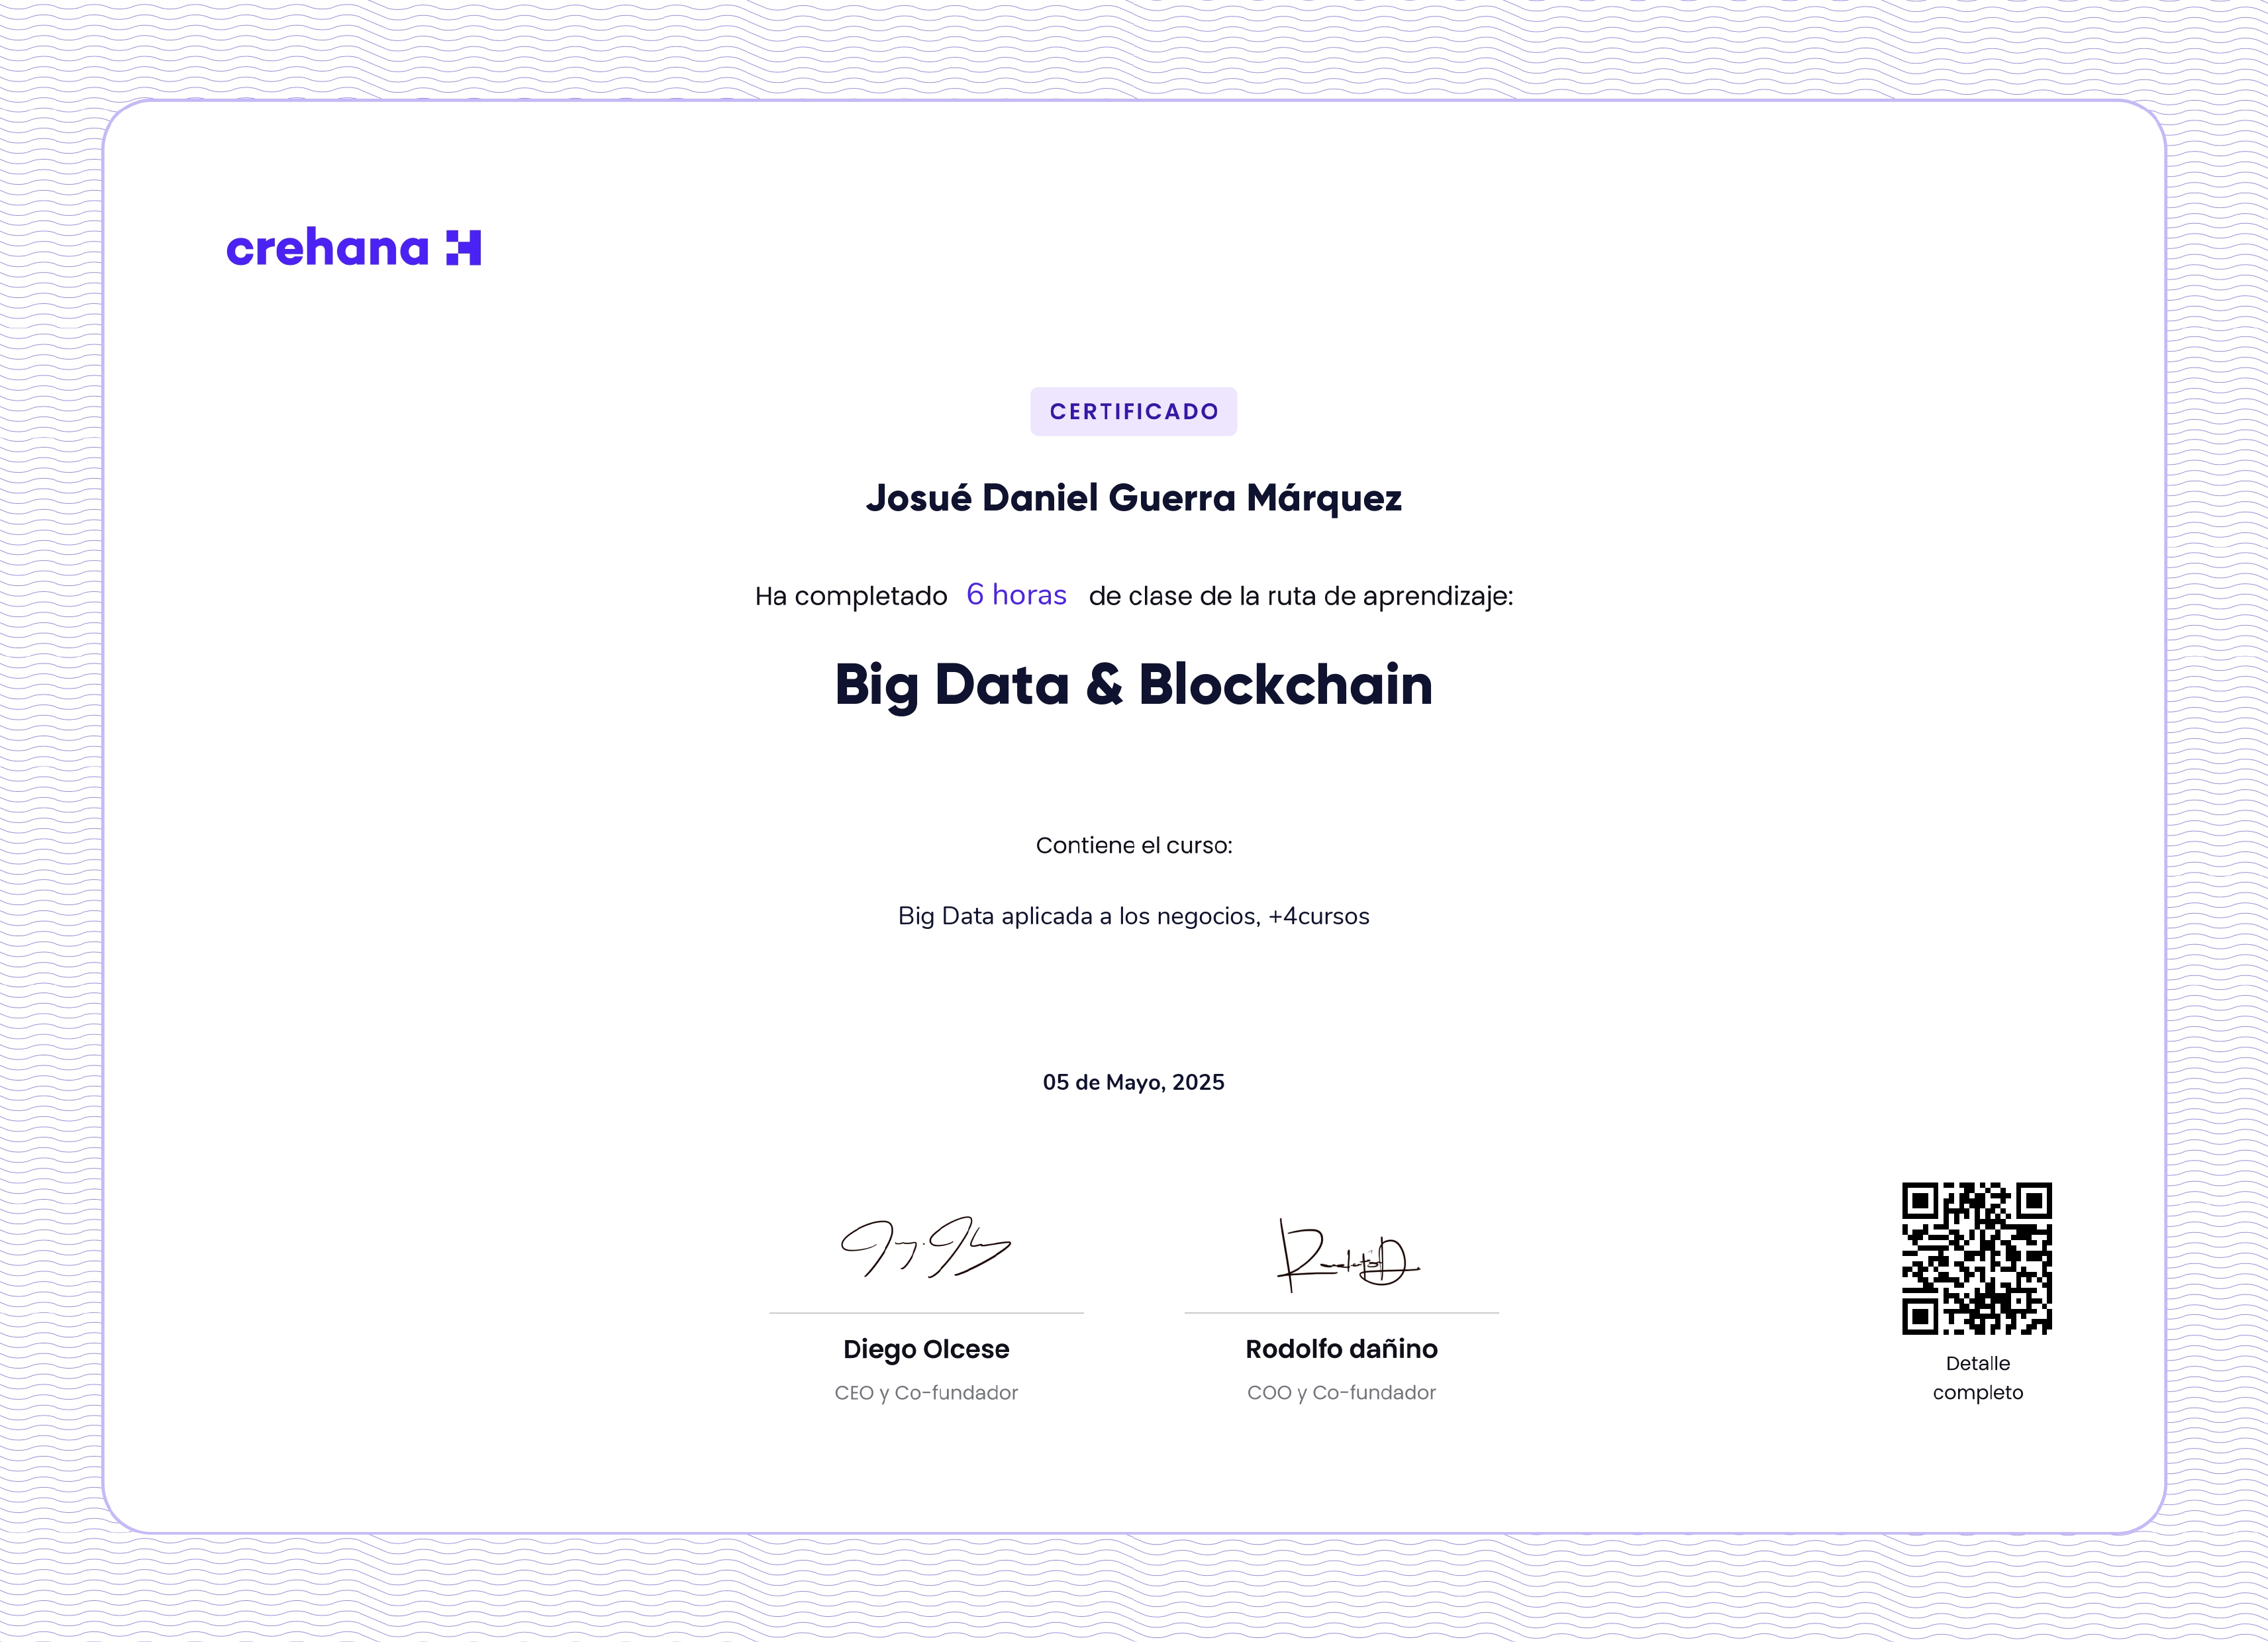 crehana
CERTIFICADO
Josué Daniel Guerra Márquez
Ha completado 6 horas de clase de la ruta de aprendizaje:
Big Data & Blockchain
Contiene el curso:
Big Data aplicada a los negocios, +4cursos
05 de Mayo, 2025
Diego Olcese
CEO y Co-fundador
Rodolfo dañino
COO y Co-fundador
Detalle
completo